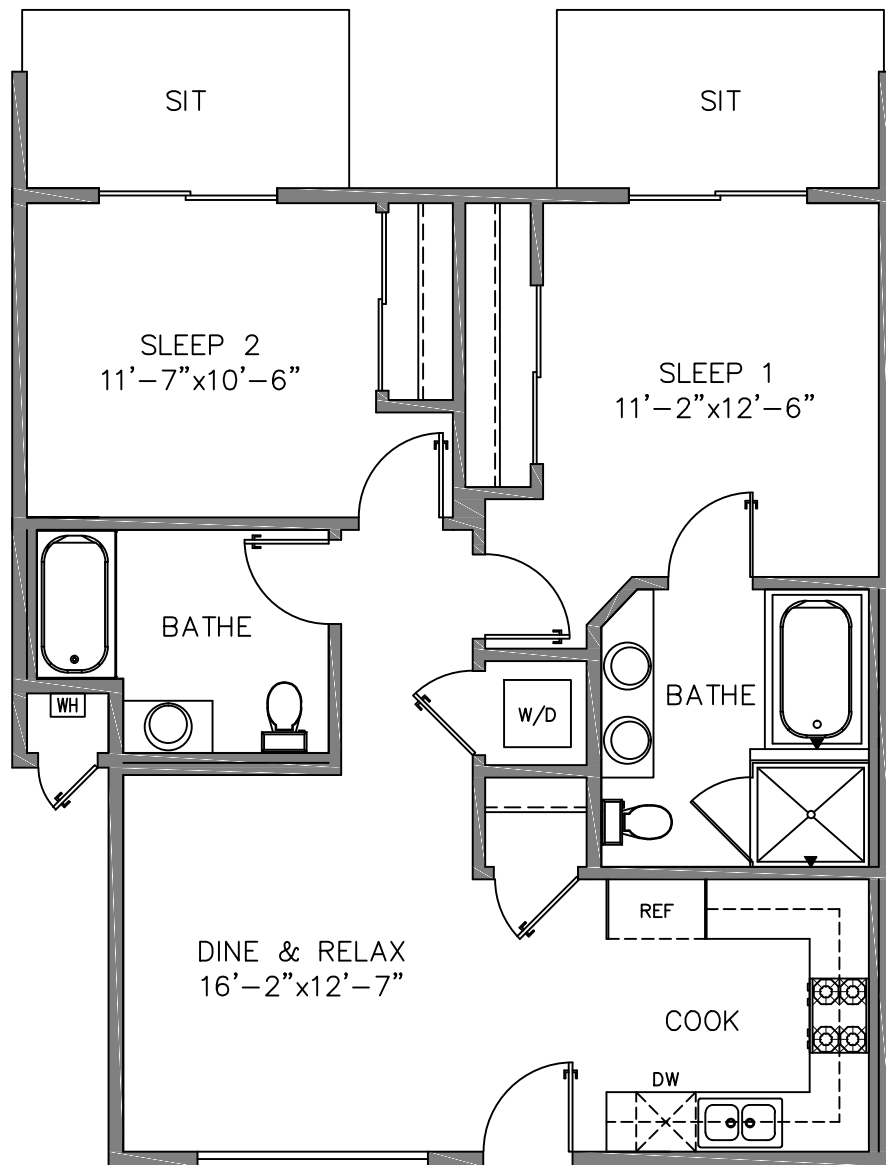 SIT
SIT
SLEEP 2
11'-7"x10'-6"
SLEEP 1
11'-2"x12'-6"
BATHE
BATHE
WH
W/D
DINE & RELAX
16'-2"x12'-7"
REF
COOK
DW